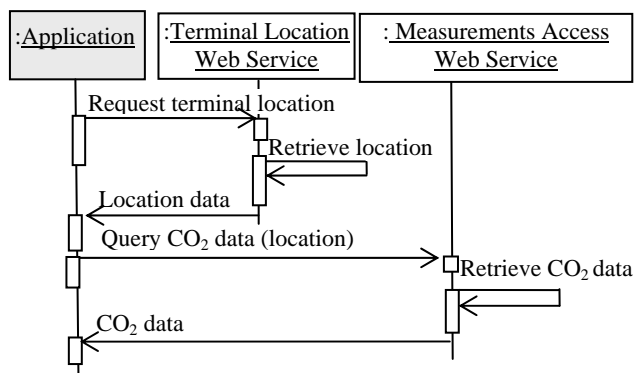 :Application
:Terminal Location
Web Service
: Measurements Access
Web Service
Request terminal location
Retrieve location
Location data
Query CO₂ data (location)
Retrieve CO₂ data
CO₂ data